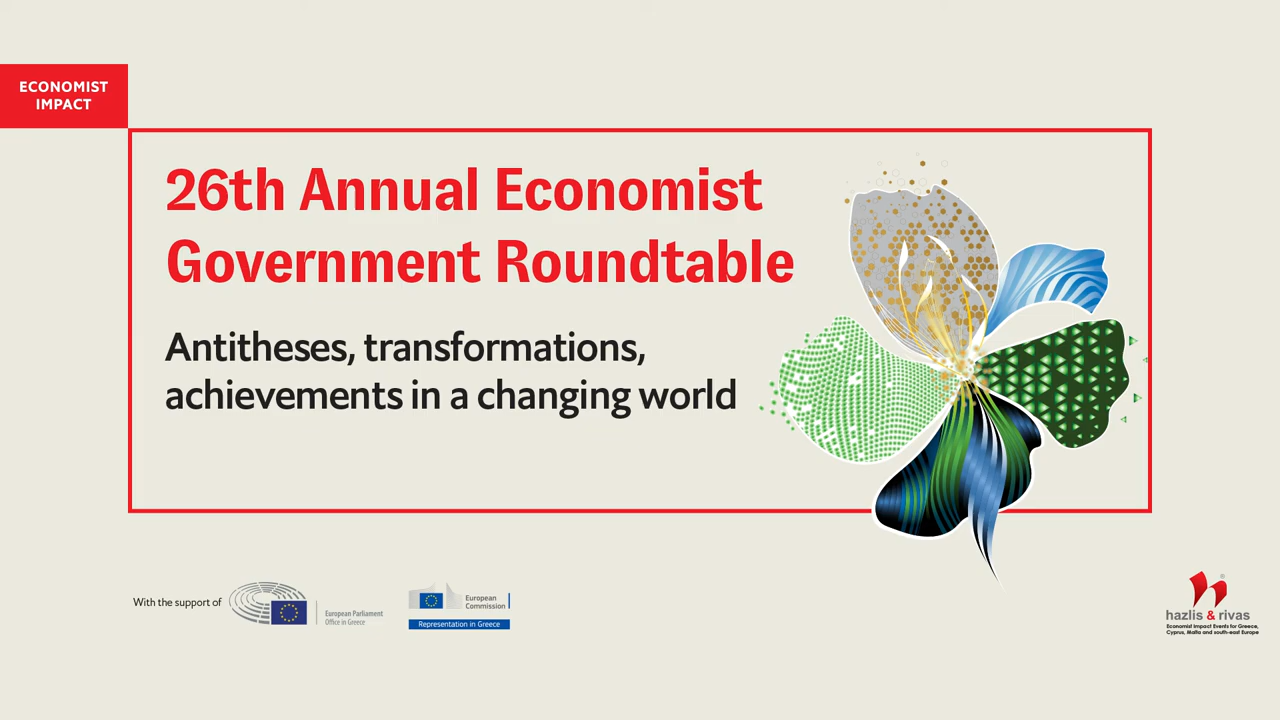 ECONOMIST
IMPACT
26th Annual Economist
Government Roundtable
Antitheses, transformations,
achievements in a changing world
With the support of
European Parliament
Office in Greece
European
Commission
Representation in Greece
hazlis & rivas
Economist Impact Events for Greece,
Cyprus, Malta and south-east Europe